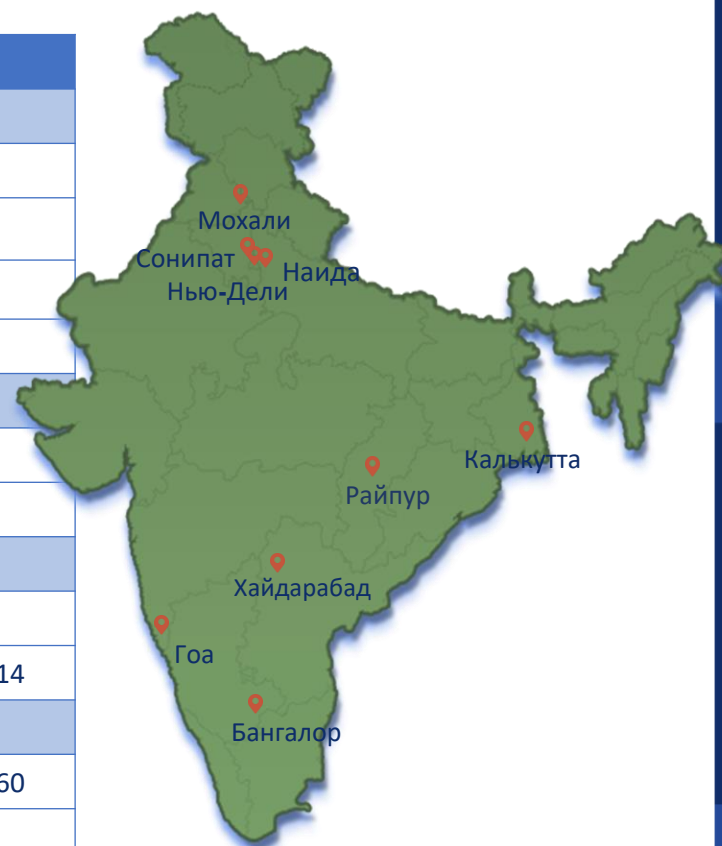 Мохали
Сонипат
Наида
Нью-Дели
Калькутта
Райпур
Хайдарабад
Гоа
14
Бангалор
60